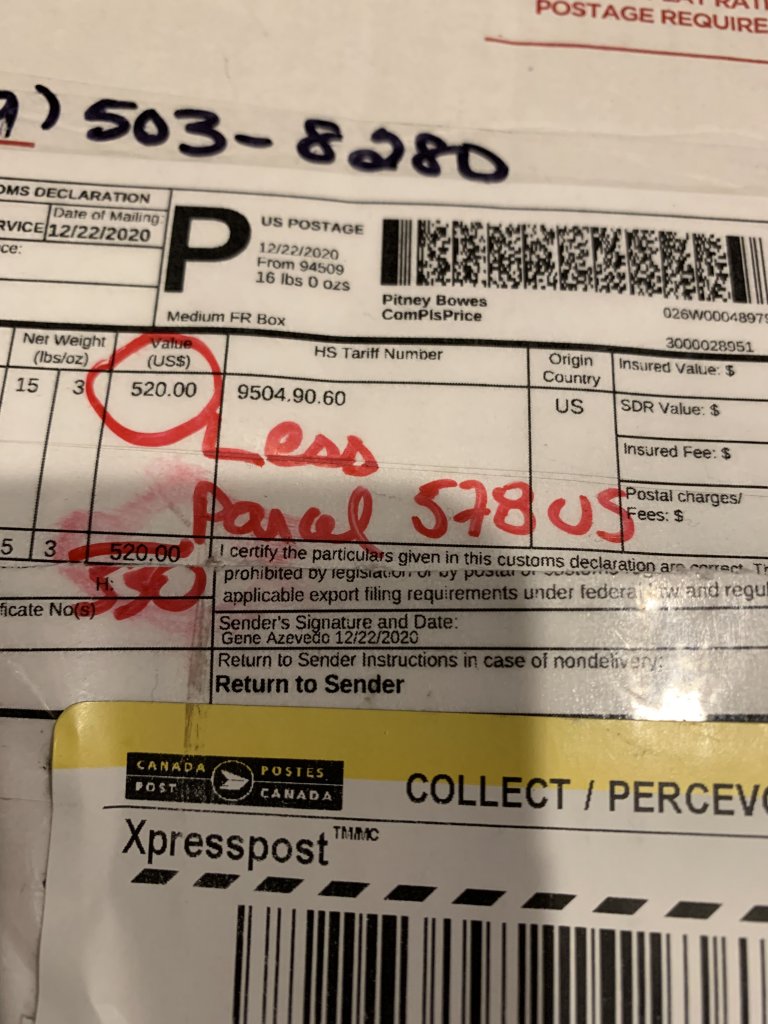 POSTAGE REQUIRE
) 503-8280
OMS DECLARATION
RVICE
Date of Mailing:
12/22/2020
ce:
P
US POSTAGE
12/22/2020
From 94509
16 lbs 0 ozs
Medium FR Box
Pitney Bowes
ComPlsPrice
026W0004897
3000028951
Net Weight
(lbs/oz)
Value
(US$)
HS Tariff Number
Origin
Country
Insured Value: $
15 3
520.00
9504.90.60
US
SDR Value: $
Less
Insured Fee: $
Parcel 578 US
Postal charges/
Fees: $
5 3
520.00
550
H:
ficate No(s)
I certify the particulars given in this customs declaration are correct.
prohibited by legislation or by postal or customs
applicable export filing requirements under federal law and regul
Sender's Signature and Date:
Gene Azevedo 12/22/2020
Return to Sender Instructions in case of nondelivery:
Return to Sender
CANADA POSTES
POST CANADA
COLLECT / PERCEV
Xpresspost TM/MC